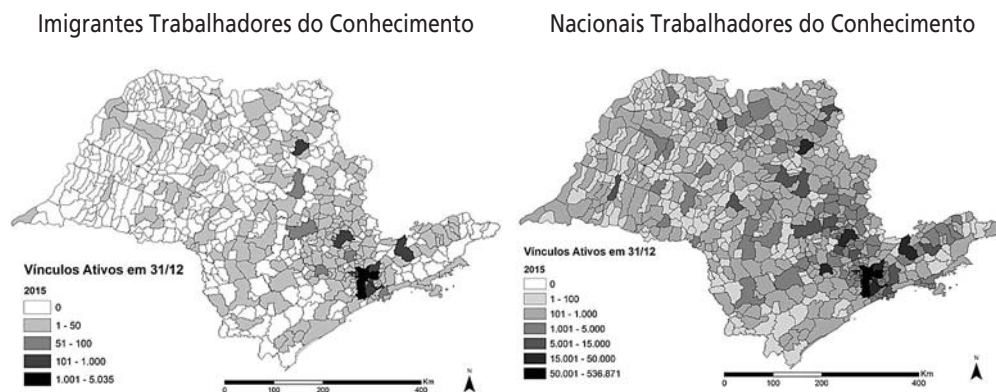 Imigrantes Trabalhadores do Conhecimento
Vínculos Ativos em 31/12
2015
0
1 - 50
51 - 100
101 - 1.000
1.001 - 5.035
Km
0 100 200 400
N
Nacionais Trabalhadores do Conhecimento
Vínculos Ativos em 31/12
2015
0
1 - 100
101 - 1.000
1.001 - 5.000
5.001 - 15.000
15.001 - 50.000
50.001 - 536.871
Km
0 100 200 400
N